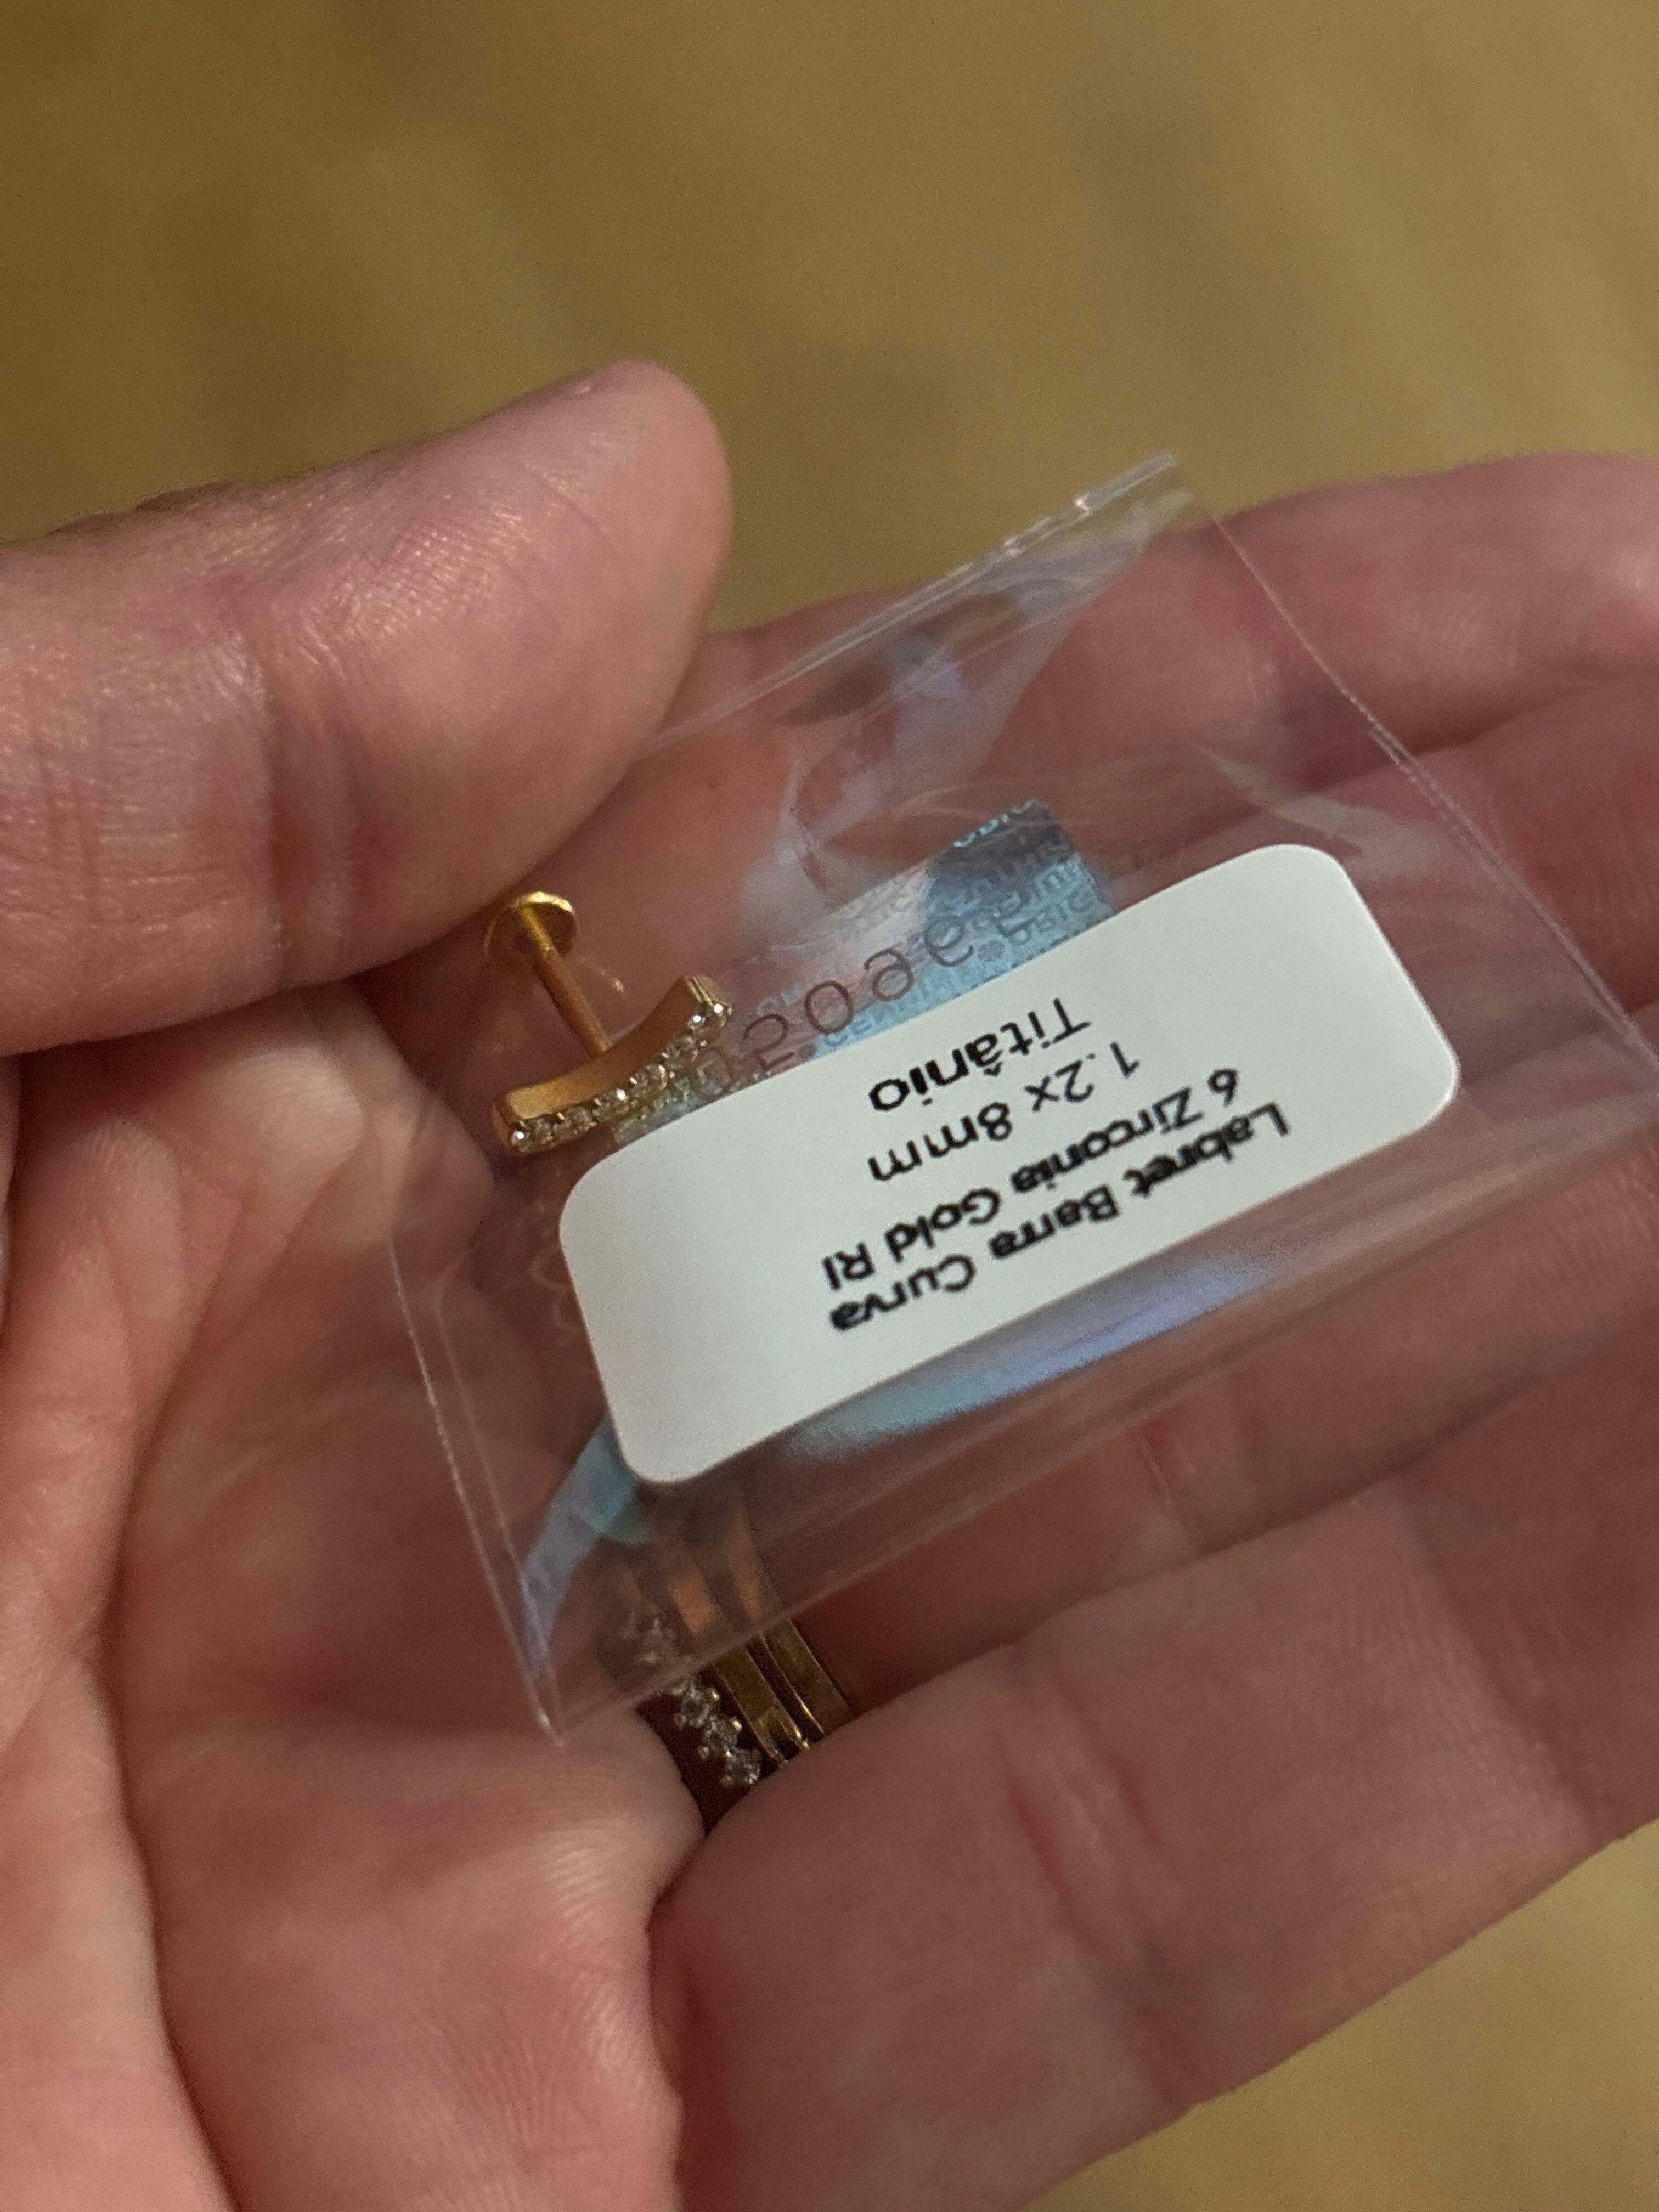 Labret Barra Curva
6 Zirconia Gold RI
1.2x 8mm
Titânio